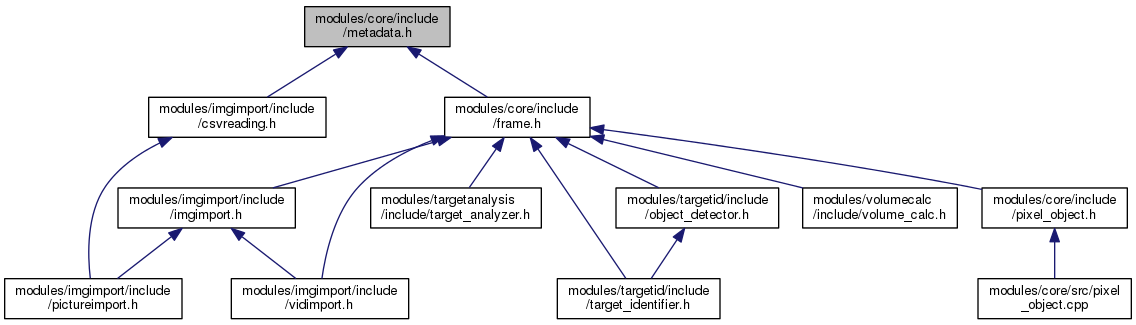 modules/core/include
/metadata.h
modules/imgimport/include
/csvreading.h
modules/core/include
/frame.h
modules/imgimport/include
/imgimport.h
modules/targetanalysis
/include/target_analyzer.h
modules/targetid/include
/object_detector.h
modules/volumecalc
/include/volume_calc.h
modules/core/include
/pixel_object.h
modules/imgimport/include
/pictureimport.h
modules/imgimport/include
/vidimport.h
modules/targetid/include
/target_identifier.h
modules/core/src/pixel
_object.cpp